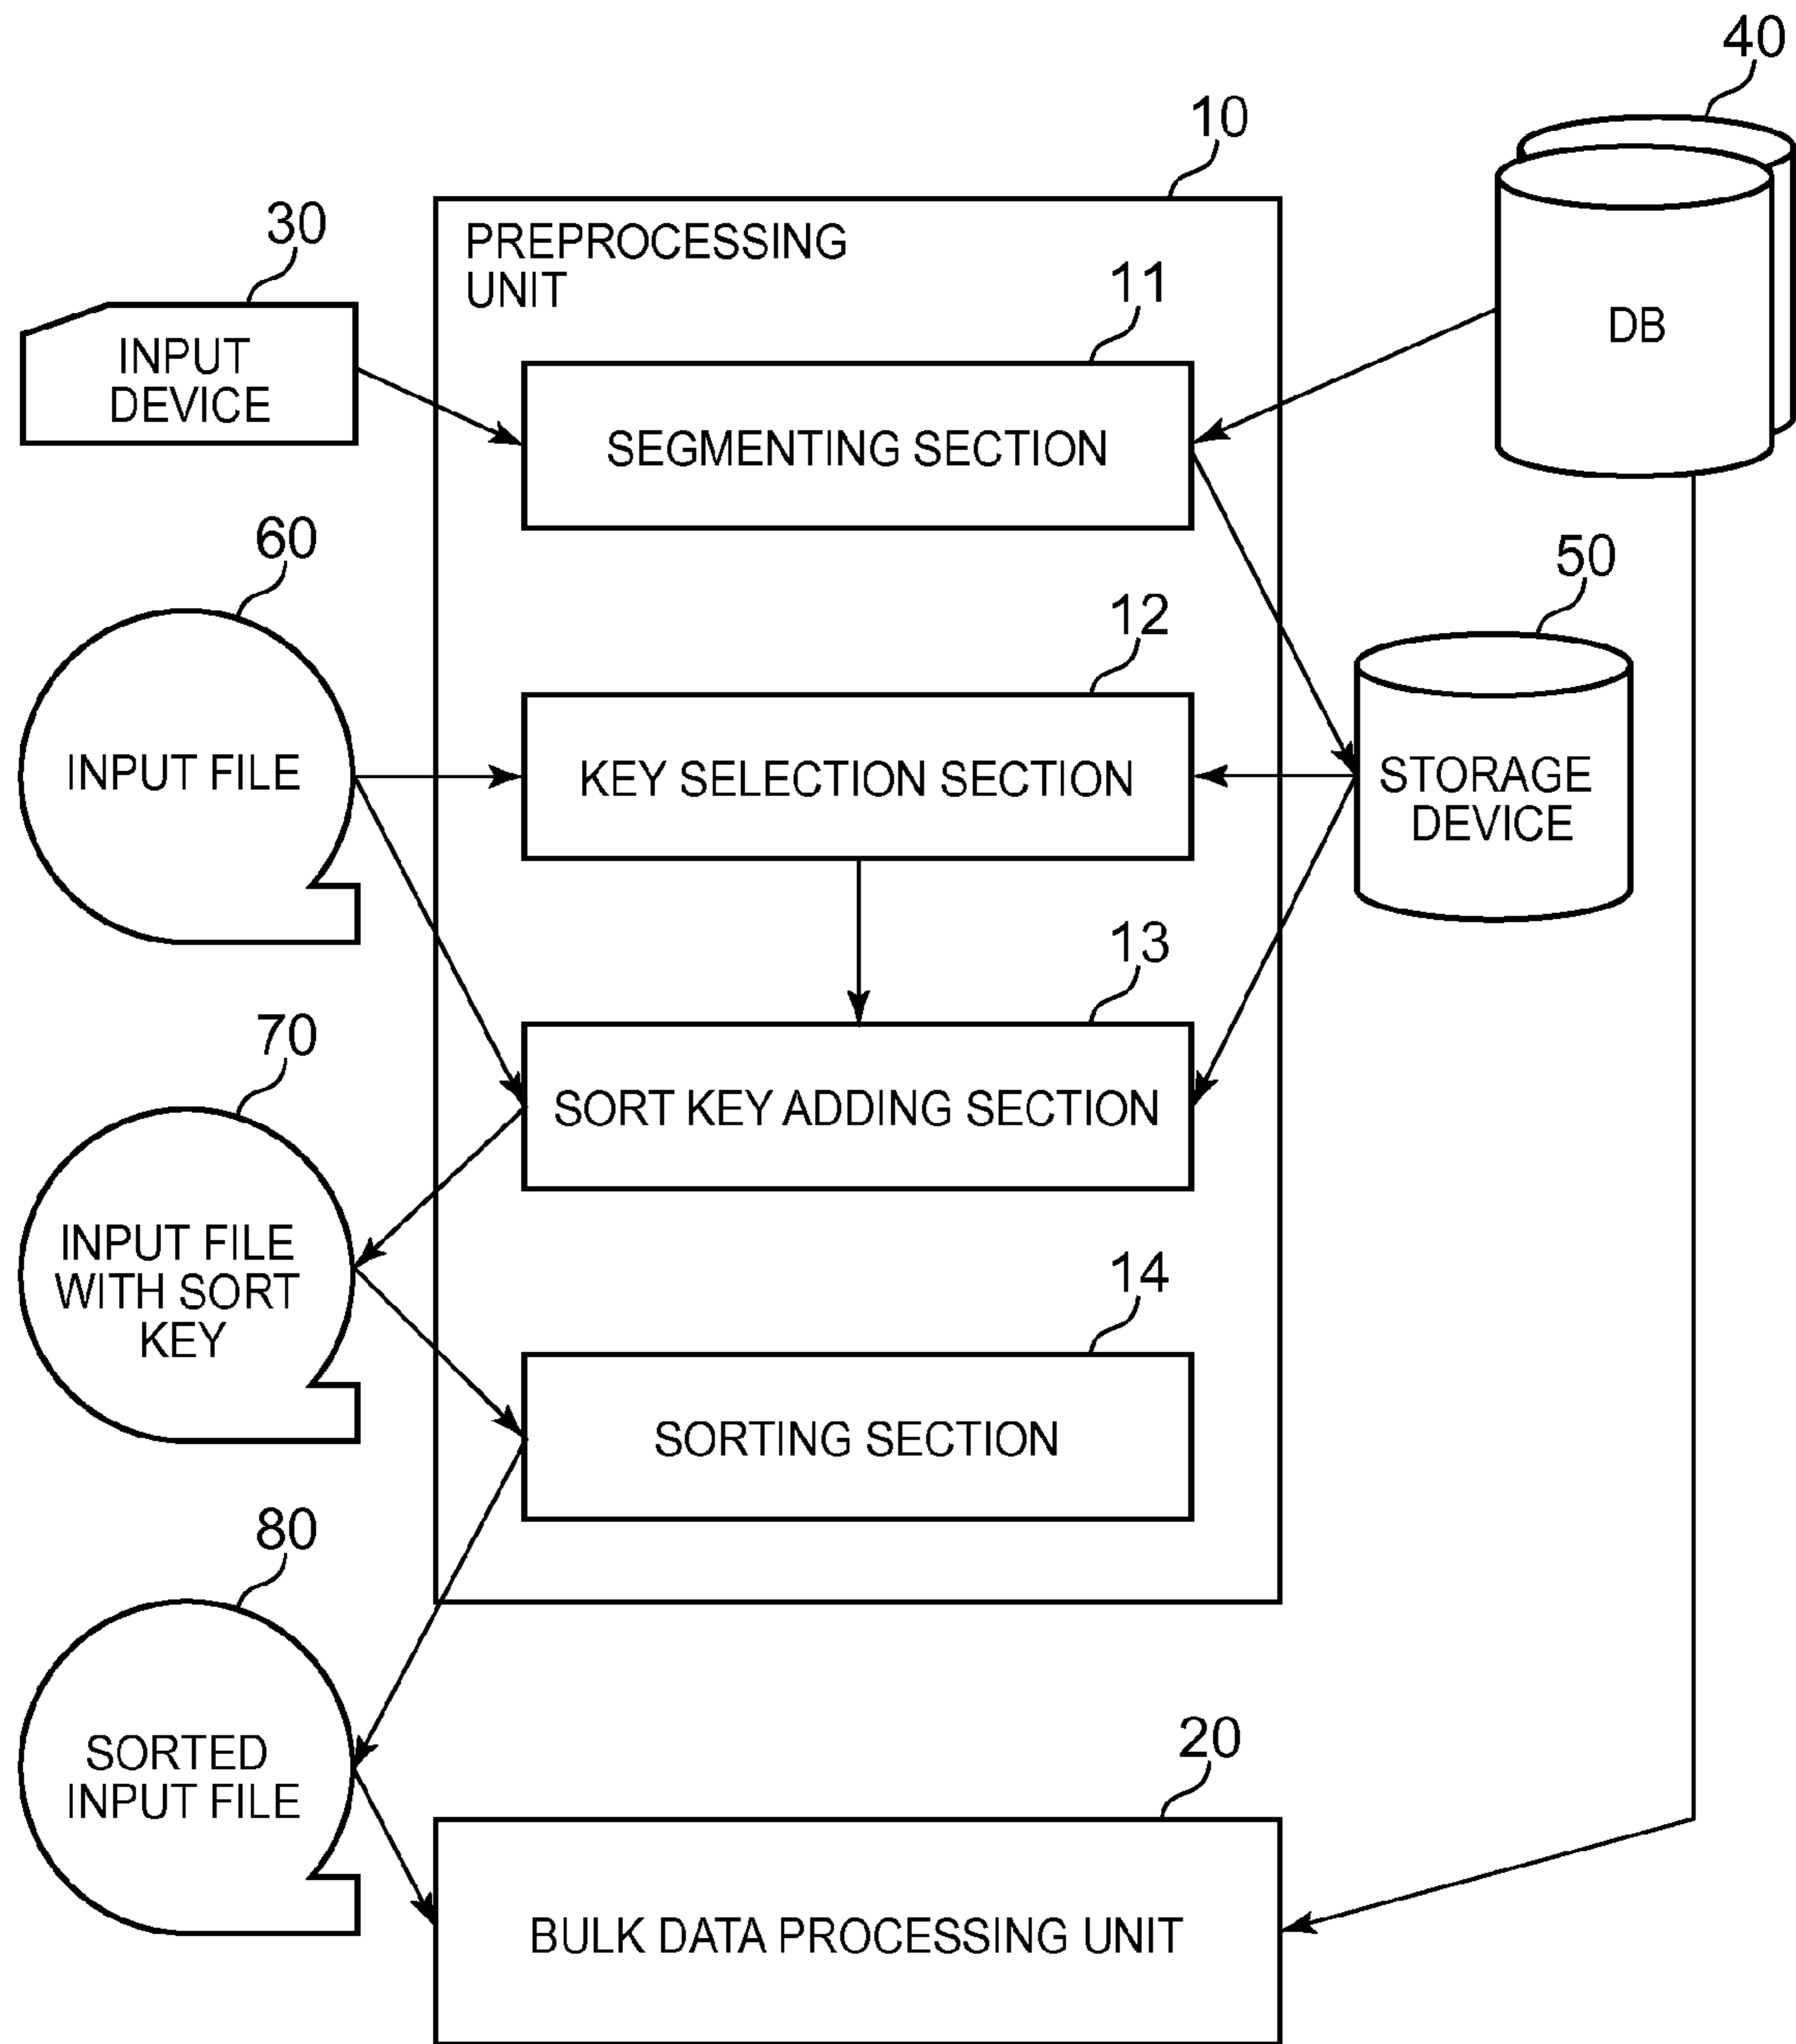 40
10
30
PREPROCESSING
UNIT
11
INPUT
DEVICE
DB
SEGMENTING SECTION
60
50
12
INPUT FILE
KEY SELECTION SECTION
STORAGE
DEVICE
13
70
SORT KEY ADDING SECTION
INPUT FILE
WITH SORT
KEY
14
SORTING SECTION
80
SORTED
INPUT FILE
20
BULK DATA PROCESSING UNIT